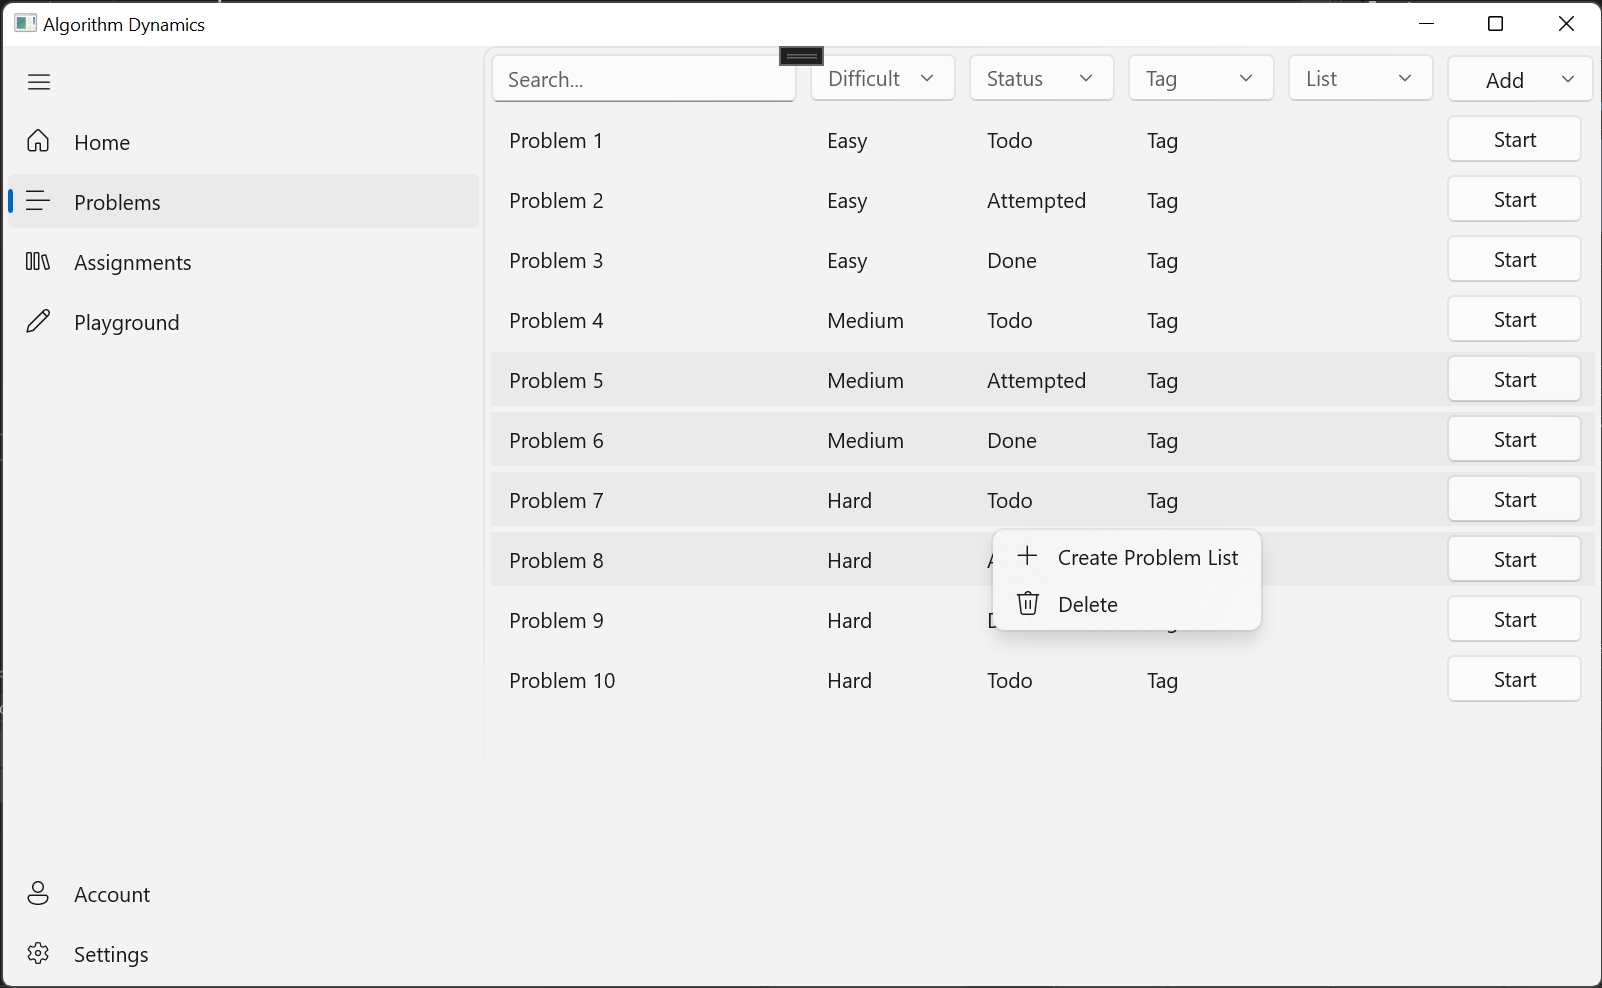 Algorithm Dynamics
Search...
Difficult
Status
Tag
List
Add
Home
Problems
Assignments
Playground
Account
Settings
Problem 1 Easy Todo Tag Start
Problem 2 Easy Attempted Tag Start
Problem 3 Easy Done Tag Start
Problem 4 Medium Todo Tag Start
Problem 5 Medium Attempted Tag Start
Problem 6 Medium Done Tag Start
Problem 7 Hard Todo Tag Start
Problem 8 Hard Start
Problem 9 Hard Start
Problem 10 Hard Todo Tag Start
Create Problem List
Delete